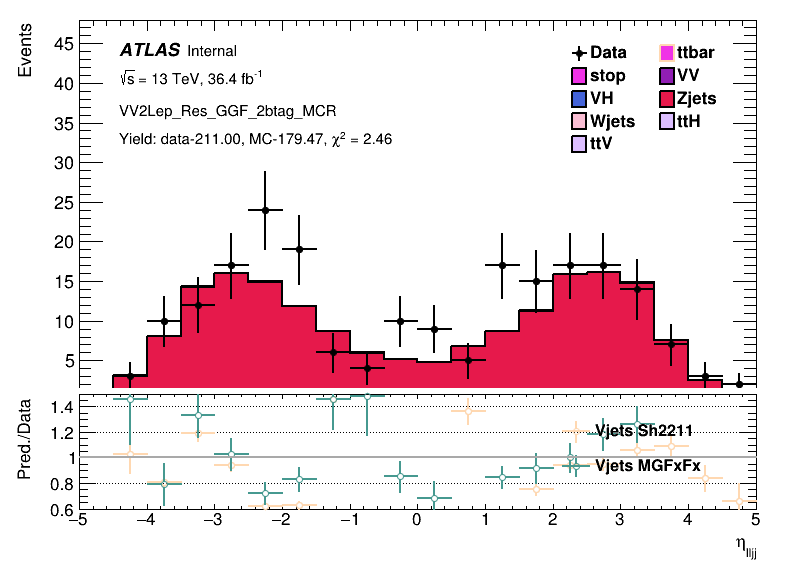 Events
45
40
35
30
25
20
15
10
5
ATLAS Internal
√s = 13 TeV, 36.4 fb⁻¹
VV2Lep_Res_GGF_2btag_MCR
Yield: data-211.00, MC-179.47, χ² = 2.46
Data ttbar
stop VV
VH Zjets
Wjets ttH
ttV
Pred./Data
1.4
1.2
1
0.8
0.6
Vjets Sh2211
Vjets MGFxFx
−5 −4 −3 −2 −1 0 1 2 3 4 5
η_lljj